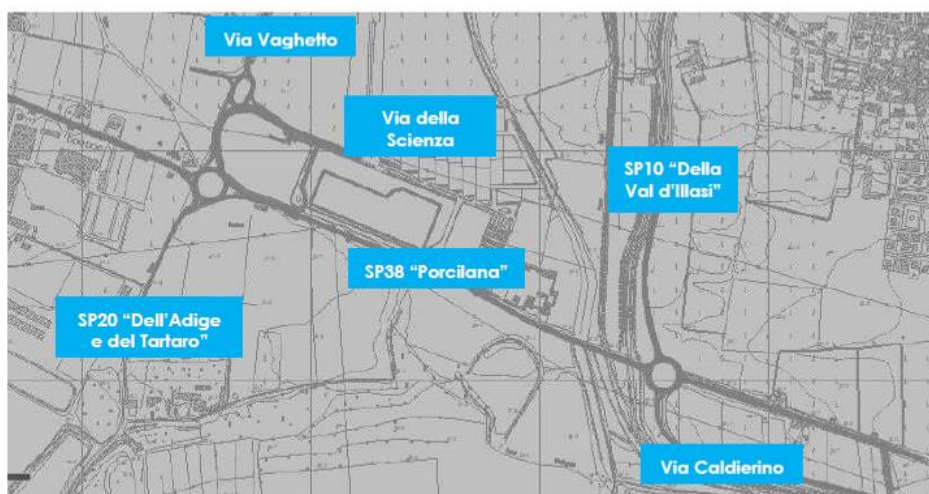 Via Vaghetto
Via della
Scienza
SP10 “Della
Val d’Illasi”
SP38 “Porcilana”
SP20 “Dell’Adige
e del Tartaro”
Via Caldierino